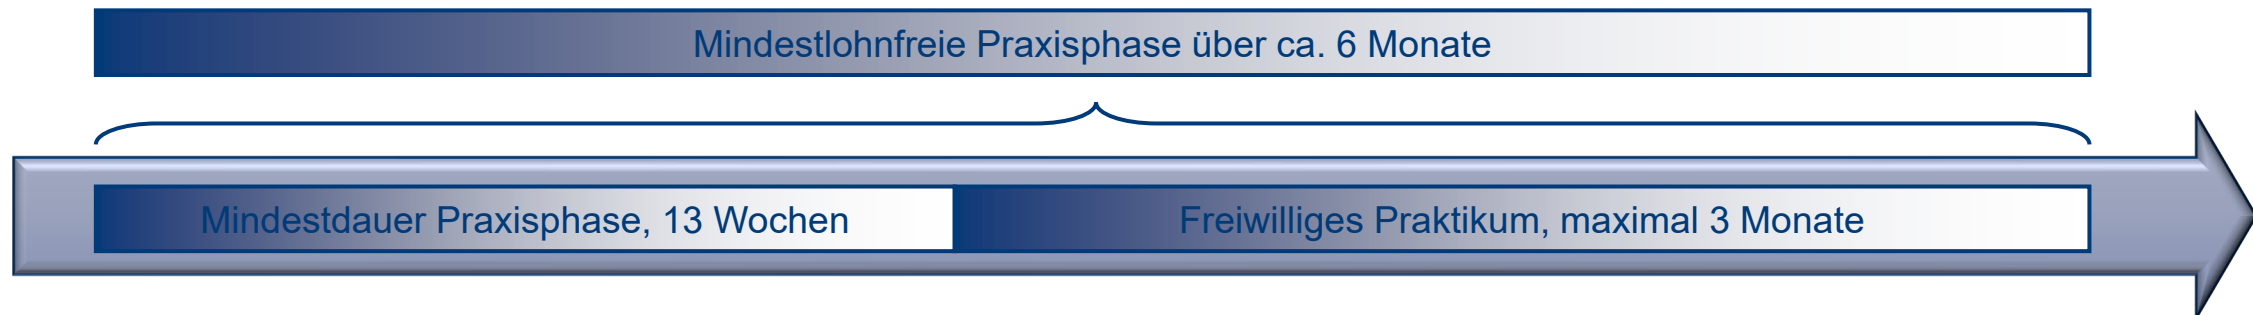 Mindestlohnfreie Praxisphase über ca. 6 Monate
Mindestdauer Praxisphase, 13 Wochen
Freiwilliges Praktikum, maximal 3 Monate